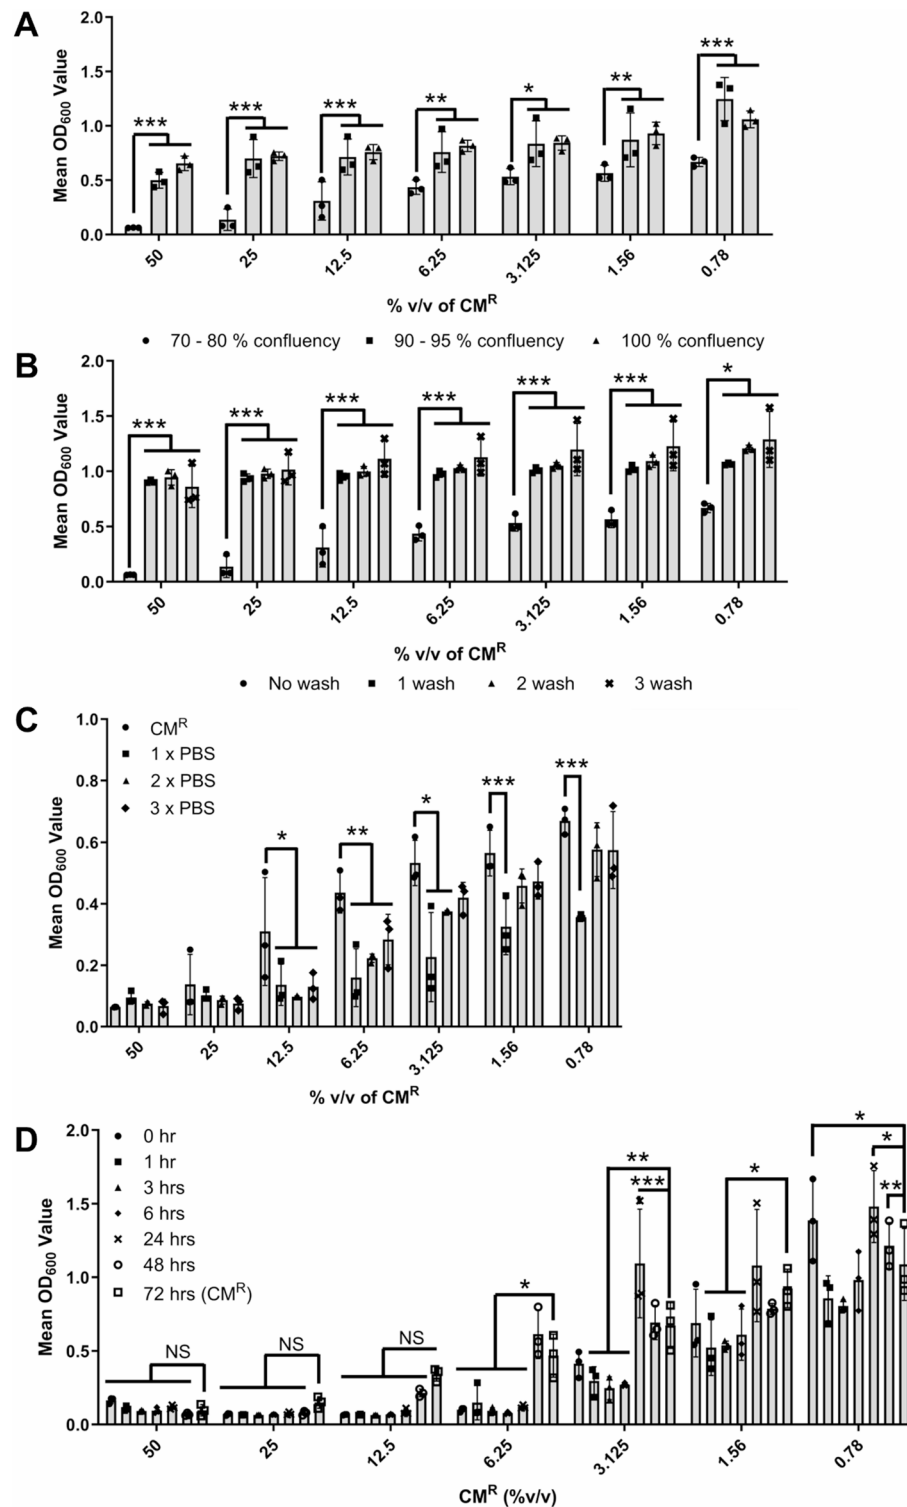 A
Mean OD600 Value
2.0
1.5
1.0
0.5
0.0
*** *** *** ** * ** ***
50 25 12.5 6.25 3.125 1.56 0.78
% v/v of CMR
70 - 80 % confluency 90 - 95 % confluency 100 % confluency
B
Mean OD600 Value
2.0
1.5
1.0
0.5
0.0
*** *** *** *** *** *** *
50 25 12.5 6.25 3.125 1.56 0.78
% v/v of CMR
No wash 1 wash 2 wash 3 wash
C
Mean OD600 Value
1.0
0.8
0.6
0.4
0.2
0.0
CMR
1 x PBS
2 x PBS
3 x PBS
* ** * *** ***
50 25 12.5 6.25 3.125 1.56 0.78
% v/v of CMR
D
Mean OD600 Value
2.0
1.5
1.0
0.5
0.0
0 hr
1 hr
3 hrs
6 hrs
24 hrs
48 hrs
72 hrs (CMR)
NS NS NS * ** *** * * * **
50 25 12.5 6.25 3.125 1.56 0.78
CMR (%v/v)